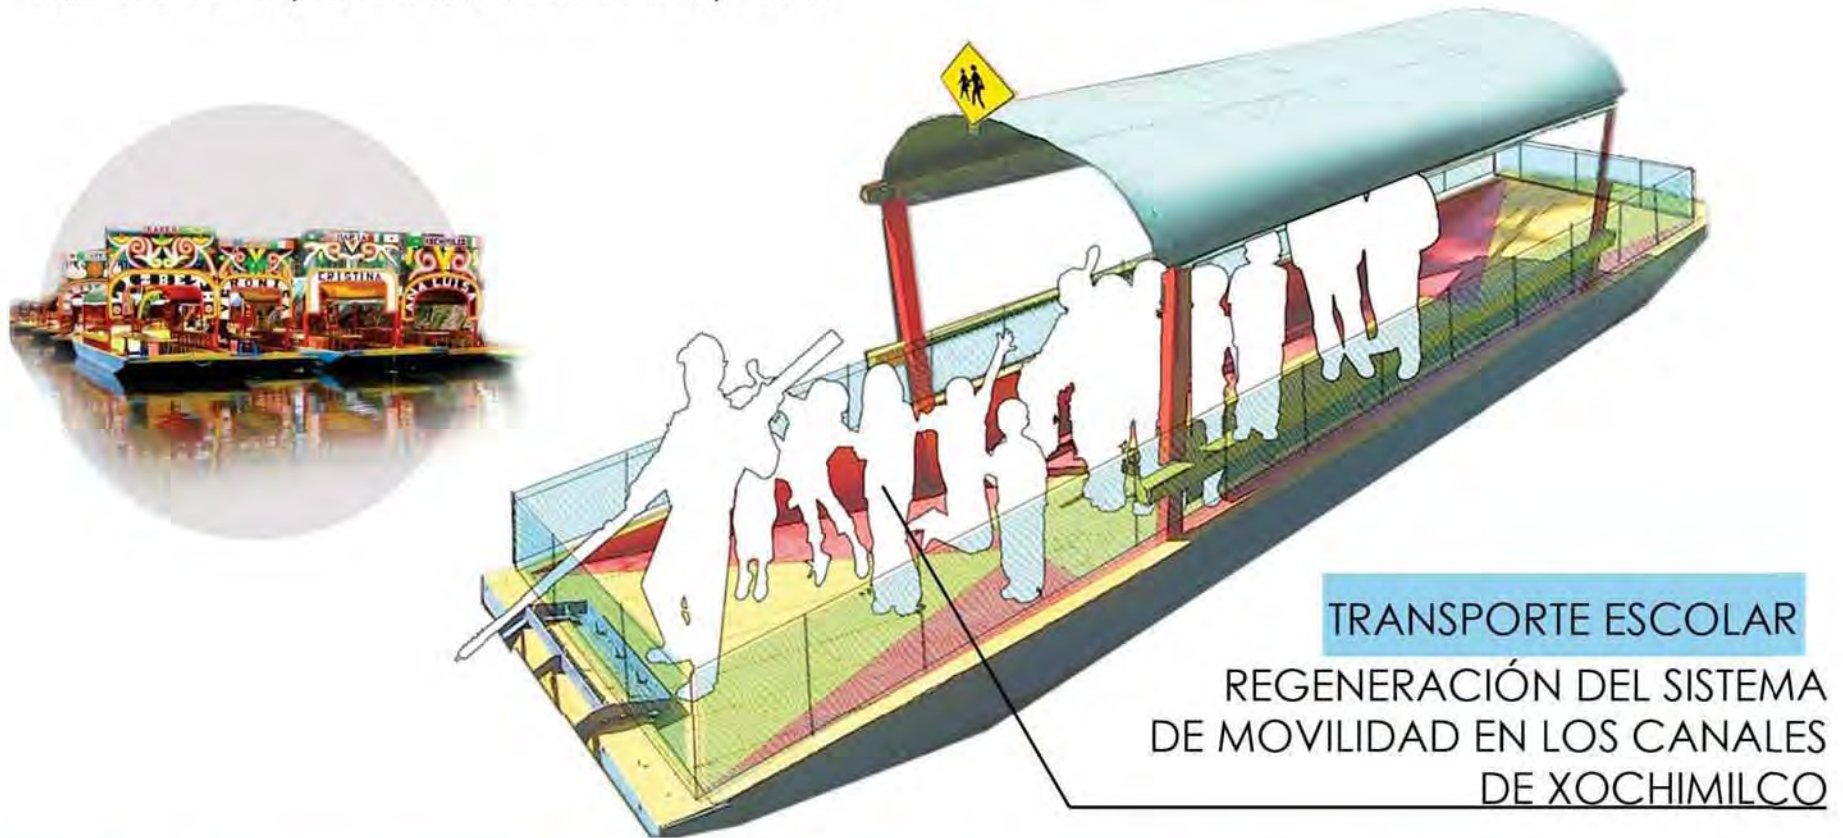 CRISTINA
TRANSPORTE ESCOLAR
REGENERACIÓN DEL SISTEMA
DE MOVILIDAD EN LOS CANALES
DE XOCHIMILCO